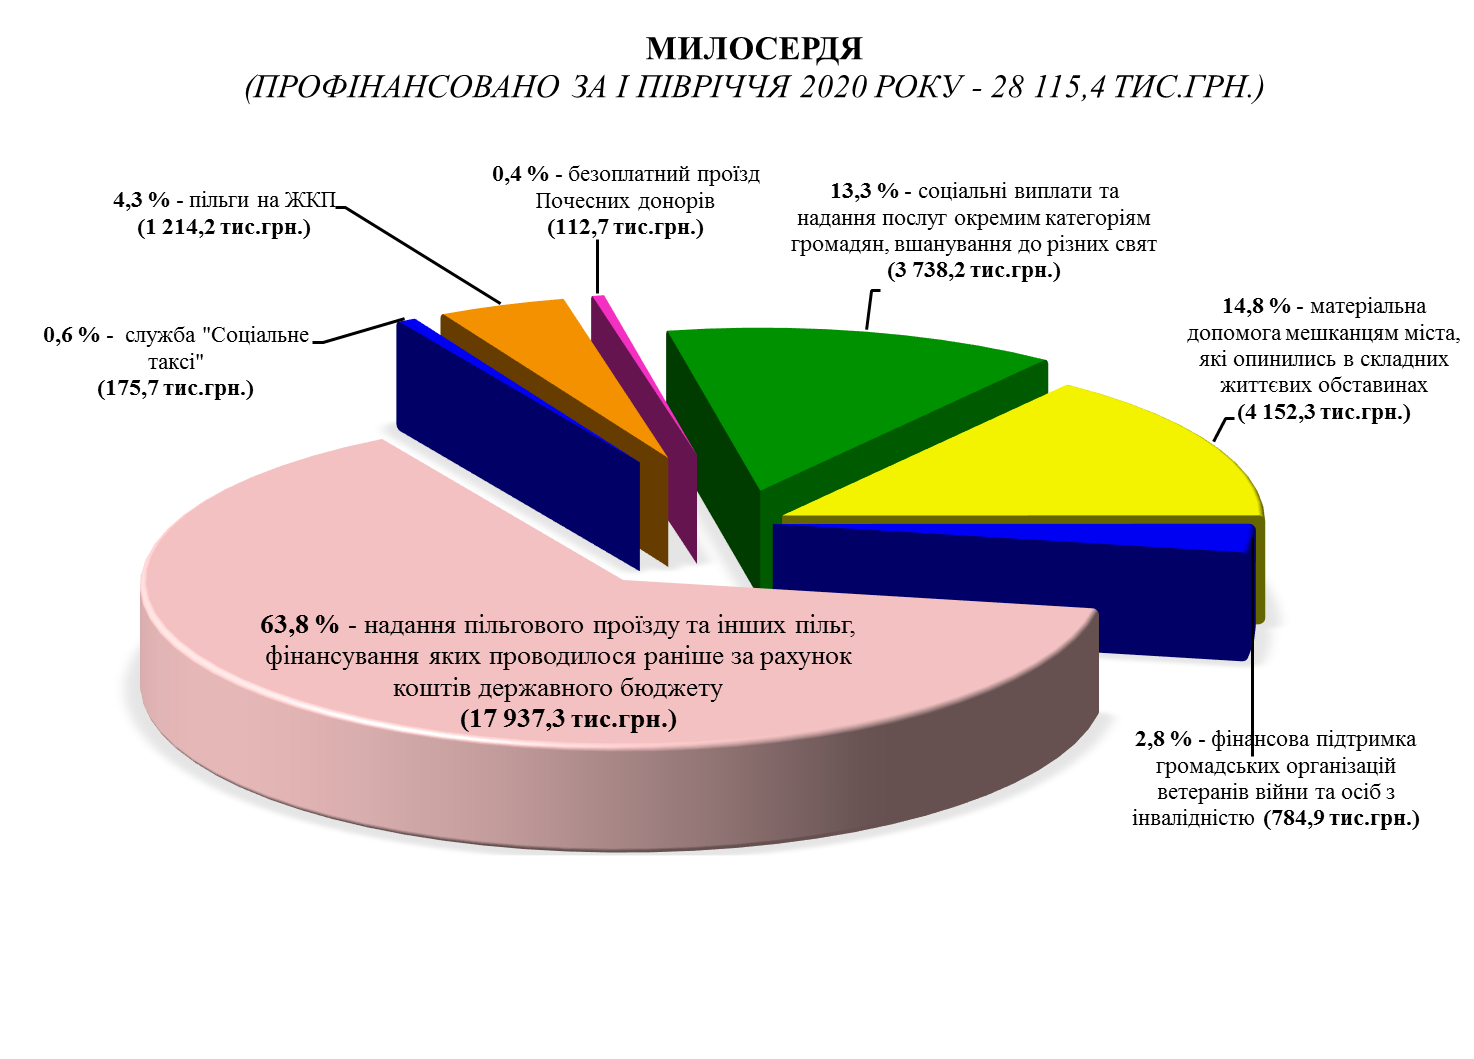 МИЛОСЕРДЯ
(ПРОФІНАНСОВАНО ЗА І ПІВРІЧЧЯ 2020 РОКУ - 28 115,4 ТИС.ГРН.)
0,4 % - безоплатний проїзд
Почесних донорів
(112,7 тис.грн.)
13,3 % - соціальні виплати та
надання послуг окремим категоріям
громадян, вшанування до різних свят
(3 738,2 тис.грн.)
4,3 % - пільги на ЖКП
(1 214,2 тис.грн.)
14,8 % - матеріальна
допомога мешканцям міста,
які опинились в складних
життєвих обставинах
(4 152,3 тис.грн.)
0,6 % - служба "Соціальне
таксі"
(175,7 тис.грн.)
63,8 % - надання пільгового проїзду та інших пільг,
фінансування яких проводилося раніше за рахунок
коштів державного бюджету
(17 937,3 тис.грн.)
2,8 % - фінансова підтримка
громадських організацій
ветеранів війни та осіб з
інвалідністю (784,9 тис.грн.)